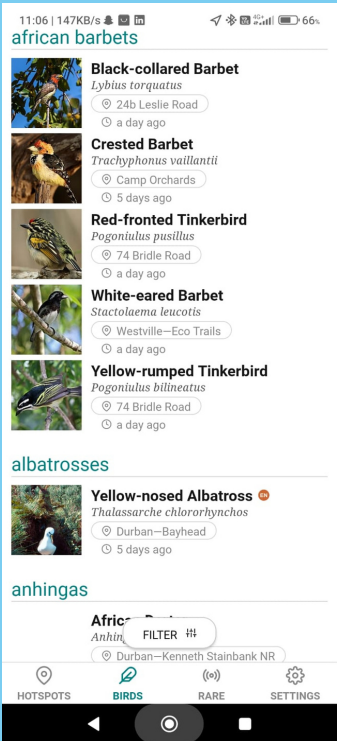 11:06 | 147KB/s 4G+ 66%
african barbets
Black-collared Barbet
Lybius torquatus
24b Leslie Road
a day ago
Crested Barbet
Trachyphonus vaillantii
Camp Orchards
5 days ago
Red-fronted Tinkerbird
Pogoniulus pusillus
74 Bridle Road
a day ago
White-eared Barbet
Stactolaema leucotis
Westville—Eco Trails
a day ago
Yellow-rumped Tinkerbird
Pogoniulus bilineatus
74 Bridle Road
a day ago
albatrosses
Yellow-nosed Albatross EN
Thalassarche chlororhynchos
Durban—Bayhead
5 days ago
anhingas
FILTER
Durban—Kenneth Stainbank NR
HOTSPOTS BIRDS RARE SETTINGS